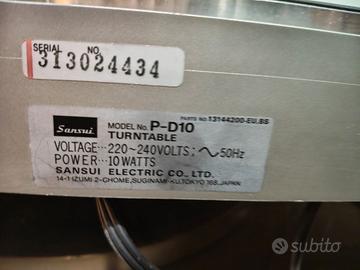 SERIAL NO
313024434
PARTS NO. 13144200-EU,BS
Sansui MODEL No. P-D10
TURNTABLE
VOLTAGE···220~240VOLTS; ~50Hz
POWER···10WATTS
SANSUI ELECTRIC CO., LTD.
14-1 IZUMI 2-CHOME, SUGINAMI-KU, TOKYO 168, JAPAN
subito